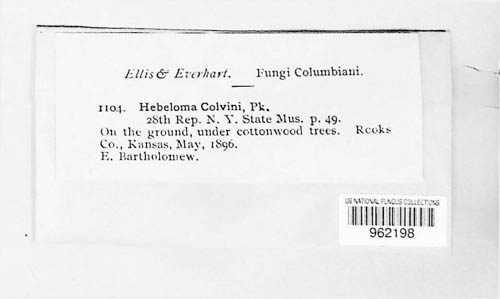 Ellis & Everhart. Fungi Columbiani.
1104. Hebeloma Colvini, Pk.
28th Rep. N. Y. State Mus. p. 49.
On the ground, under cottonwood trees. Rooks
Co., Kansas, May, 1896.
E. Bartholomew.
US NATIONAL FUNGUS COLLECTIONS
962198